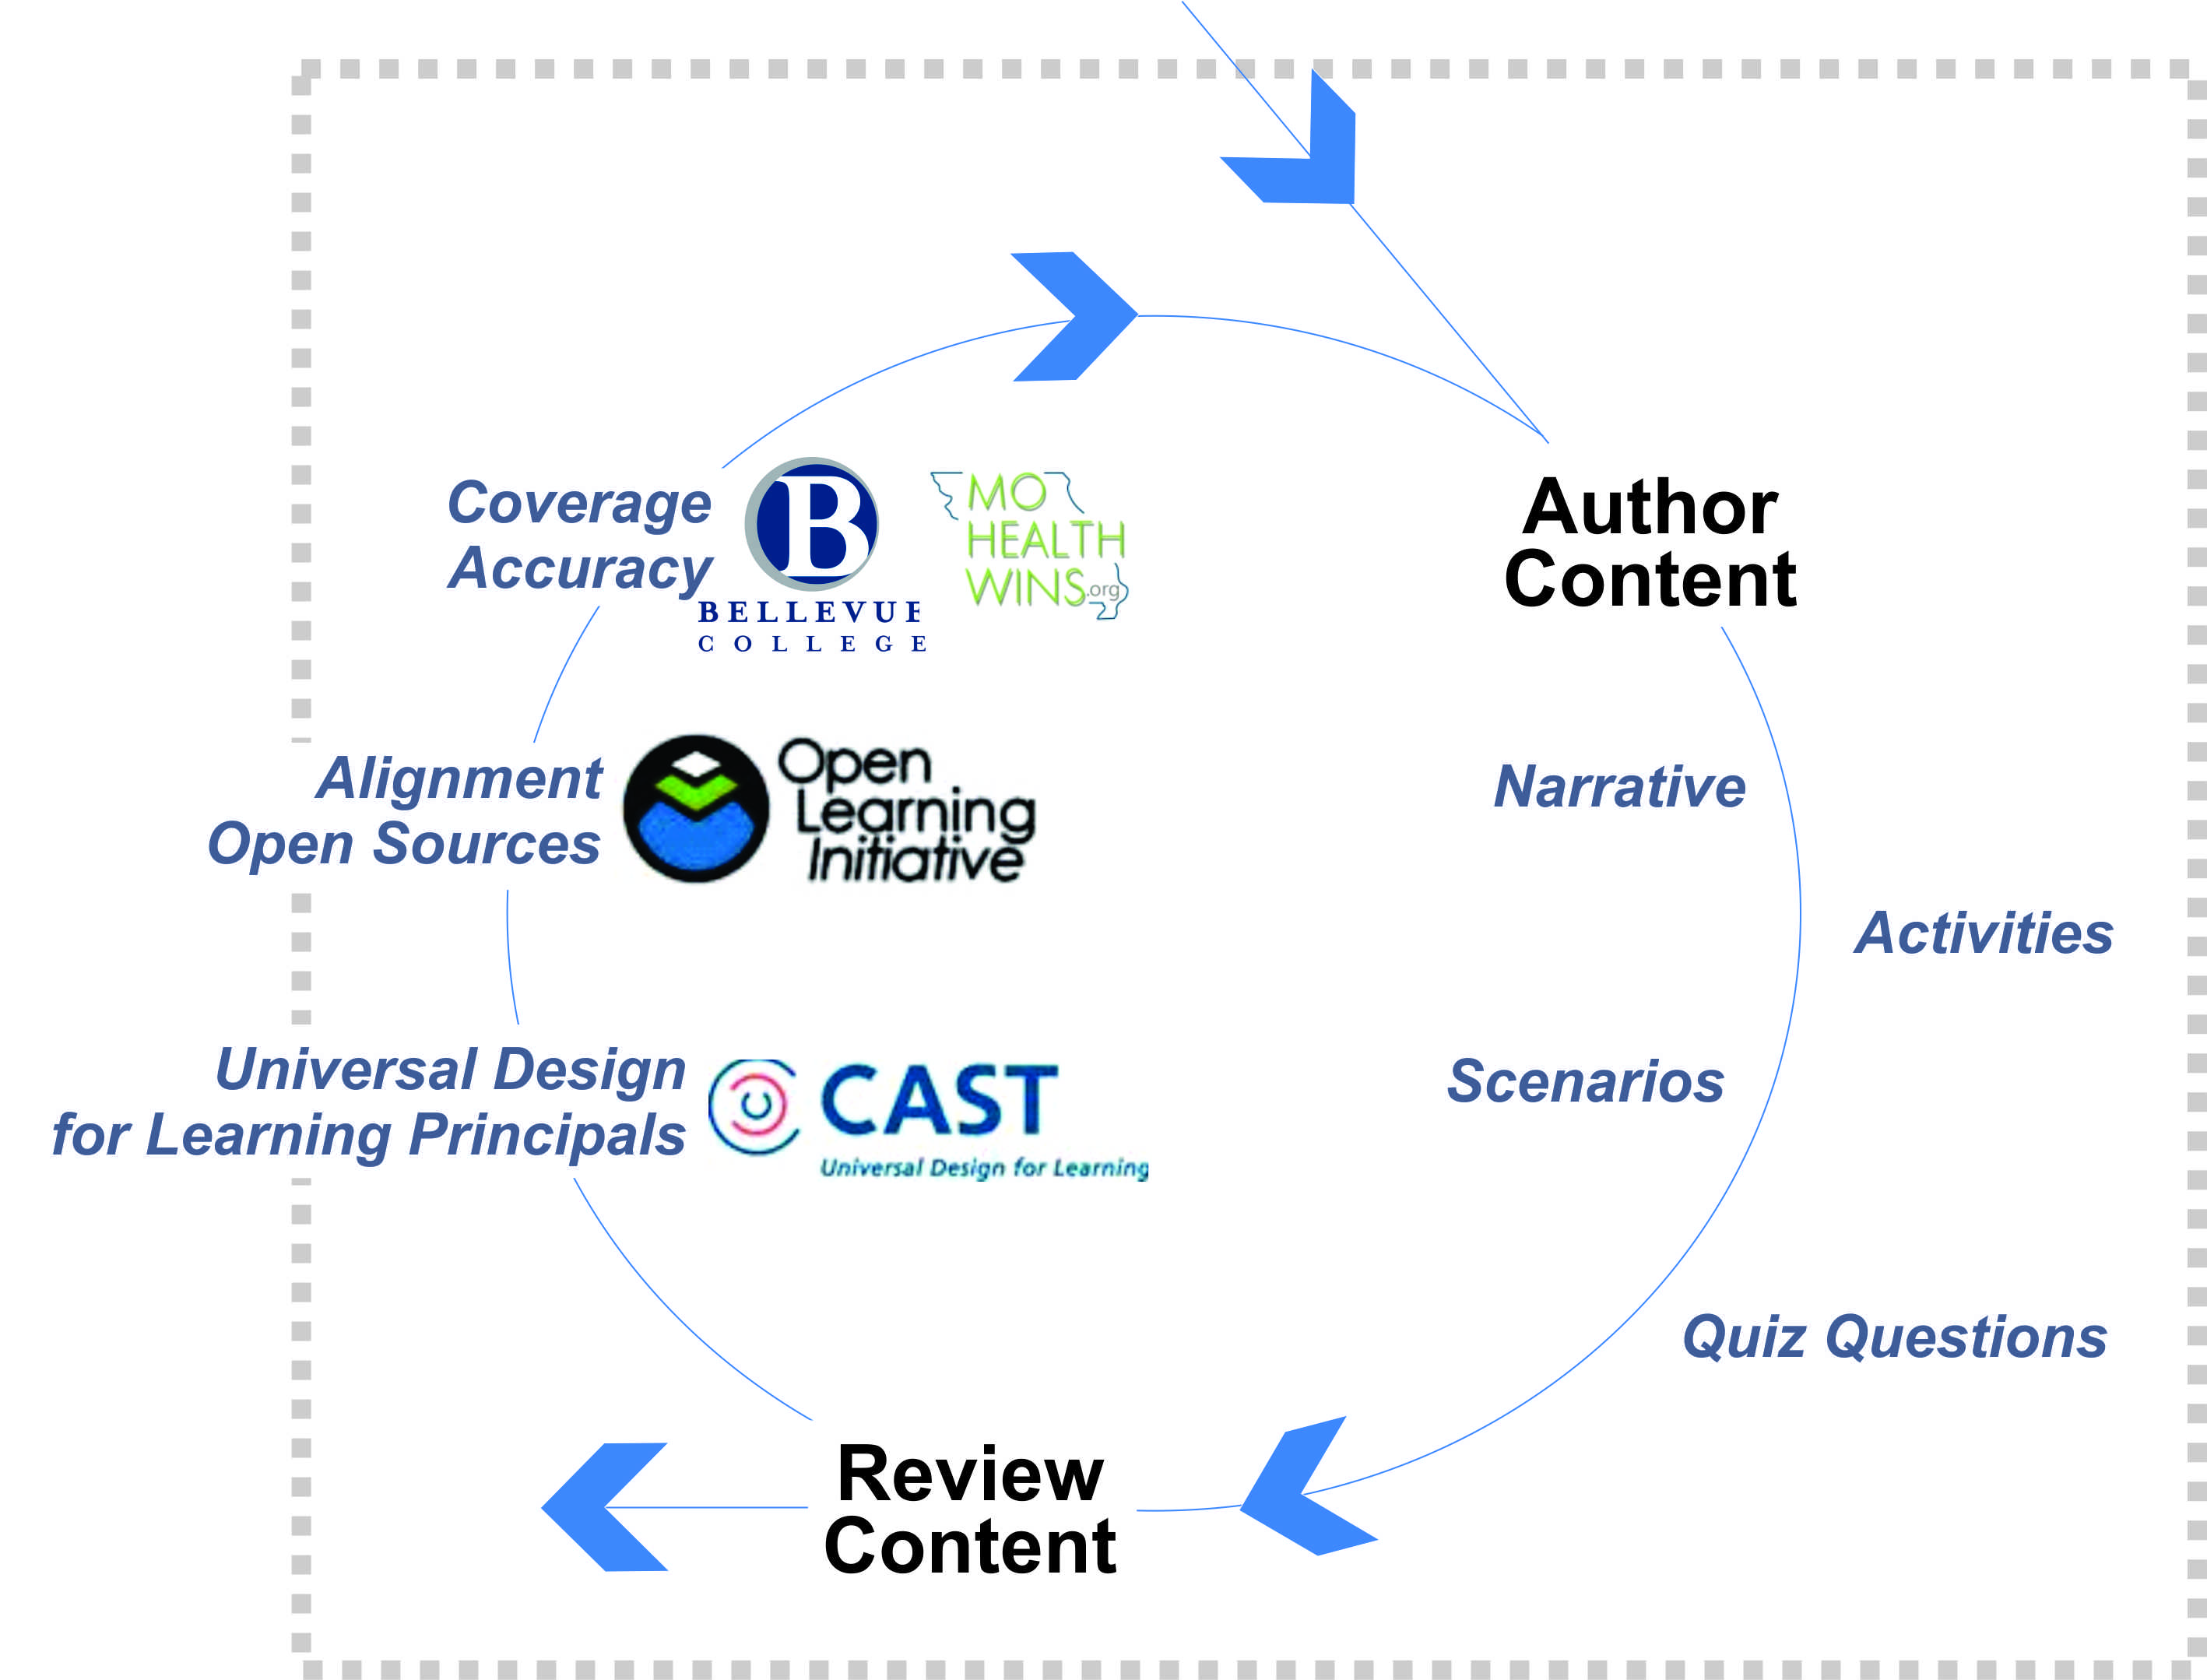 Coverage
Accuracy
B
BELLEVUE
COLLEGE
MO
HEALTH
WINS.org
Author
Content
Alignment
Open Sources
Open
Learning
Initiative
Narrative
Activities
Universal Design
for Learning Principals
CAST
Universal Design for Learning
Scenarios
Quiz Questions
Review
Content